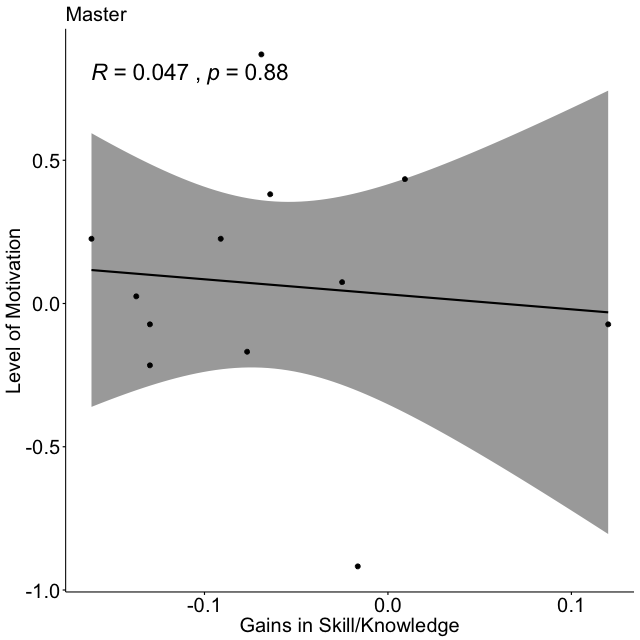 Master
R = 0.047 , p = 0.88
0.5
0.0
-0.5
-1.0
Level of Motivation
-0.1 0.0 0.1
Gains in Skill/Knowledge